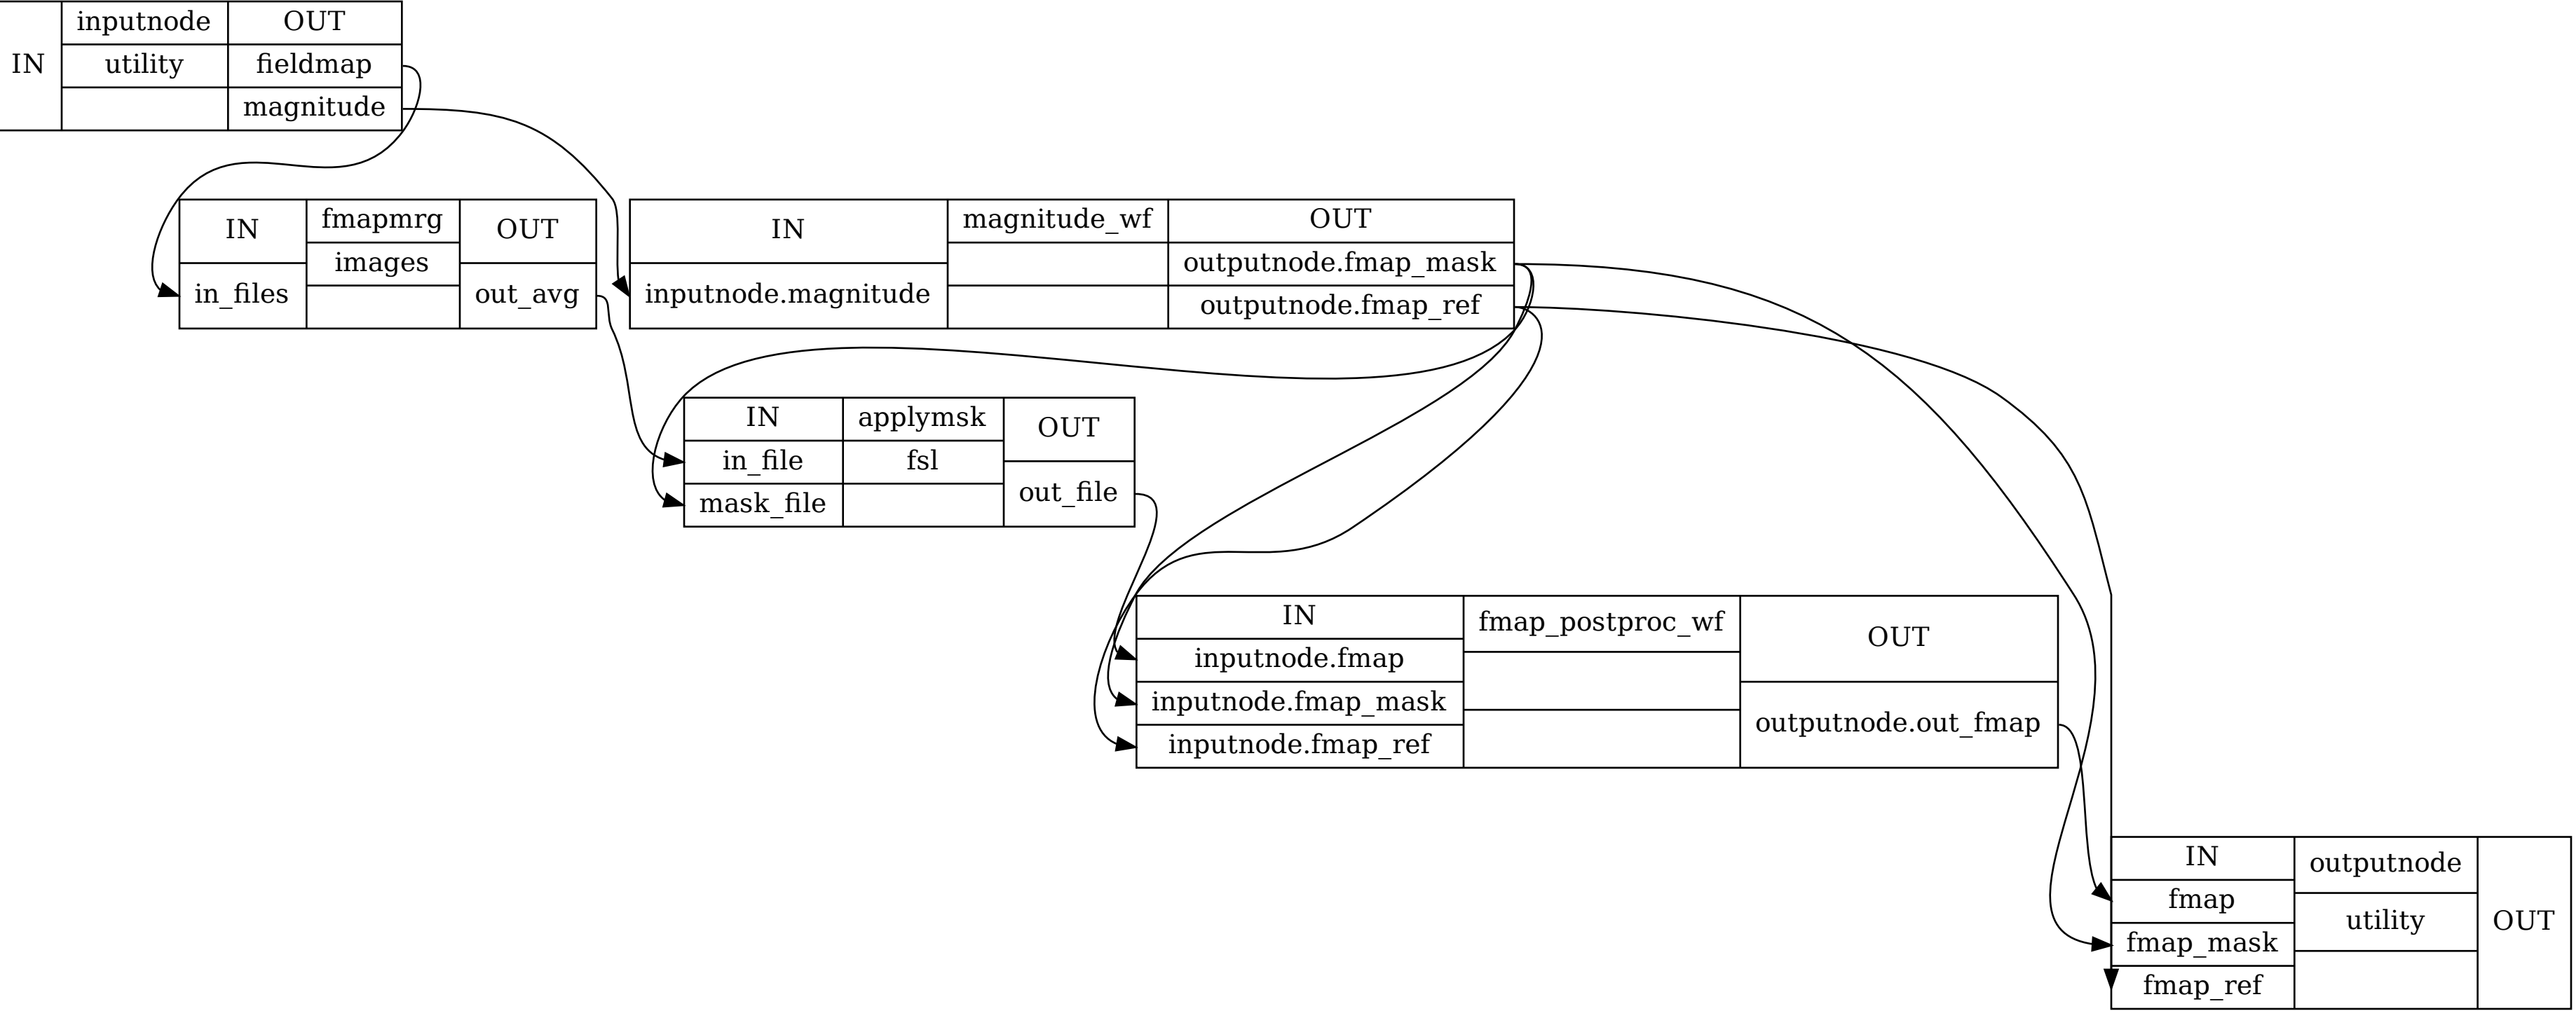 IN
inputnode
OUT
utility
fieldmap
magnitude
IN
fmapmrg
OUT
images
in_files
out_avg
IN
magnitude_wf
OUT
outputnode.fmap_mask
inputnode.magnitude
outputnode.fmap_ref
IN
applymsk
OUT
in_file
fsl
mask_file
out_file
IN
fmap_postproc_wf
OUT
inputnode.fmap
inputnode.fmap_mask
outputnode.out_fmap
inputnode.fmap_ref
IN
outputnode
OUT
fmap
utility
fmap_mask
fmap_ref